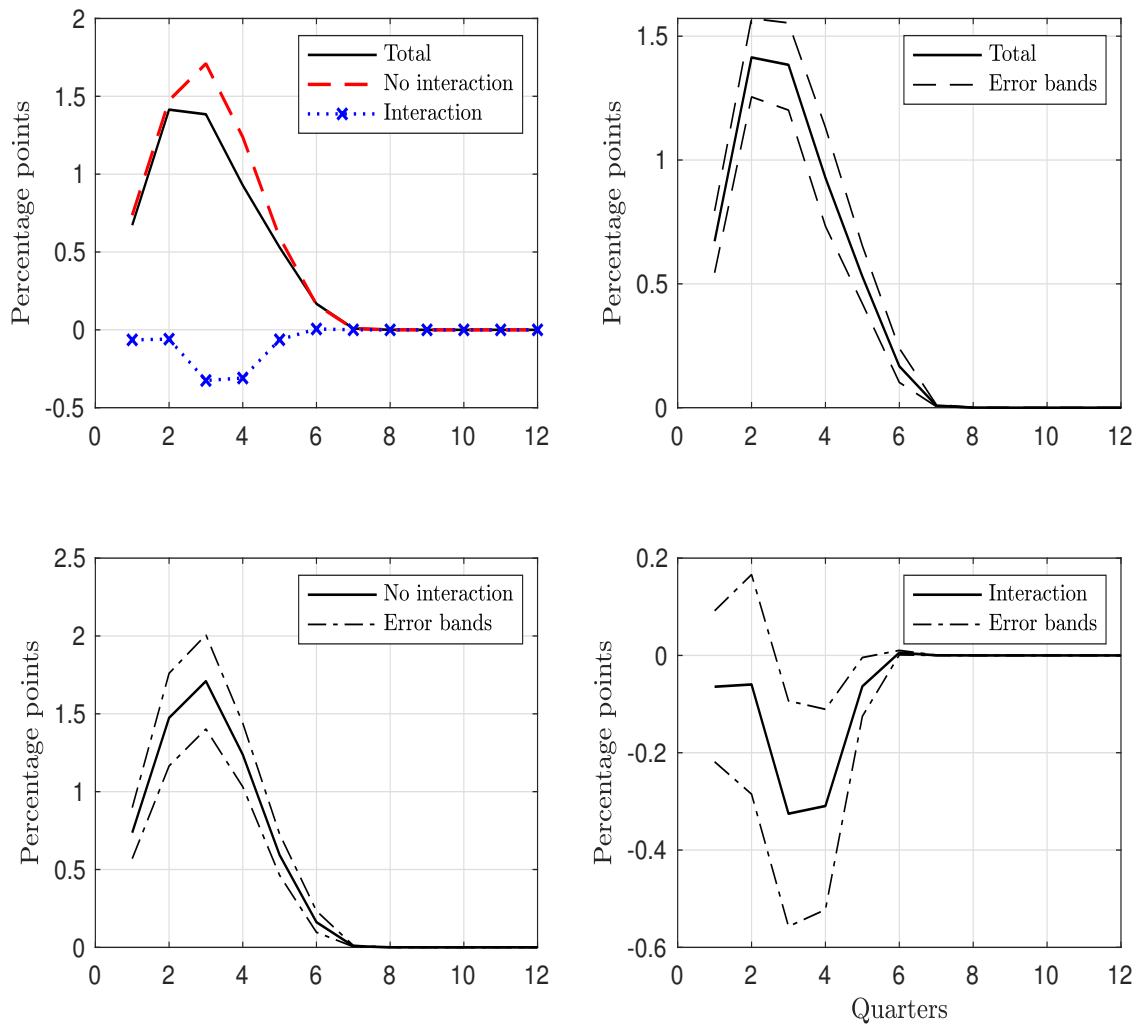 2
1.5
1
0.5
0
-0.5
0 2 4 6 8 10 12
Percentage points
Total
No interaction
Interaction
1.5
1
0.5
0
0 2 4 6 8 10 12
Percentage points
Total
Error bands
2.5
2
1.5
1
0.5
0
0 2 4 6 8 10 12
Percentage points
No interaction
Error bands
0.2
0
-0.2
-0.4
-0.6
0 2 4 6 8 10 12
Percentage points
Interaction
Error bands
Quarters